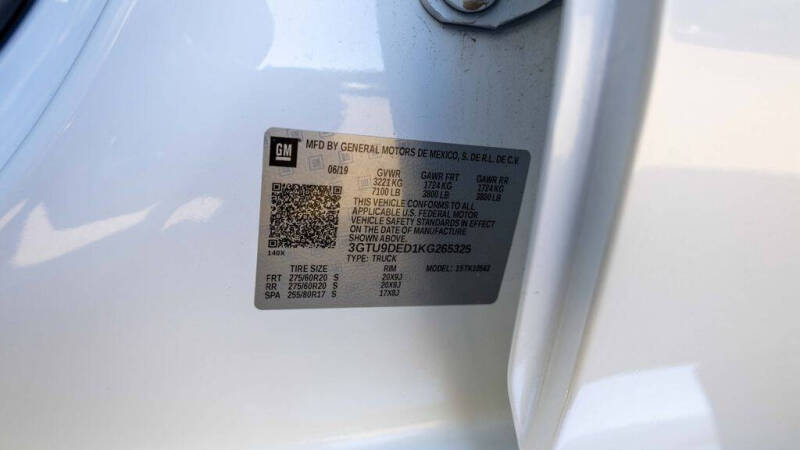 GM
MFD BY GENERAL MOTORS DE MEXICO, S. DE R.L. DE C.V.
06/19 GVWR GAWR FRT GAWR RR
3221 KG 1724 KG 1724 KG
7100 LB 3800 LB 3800 LB
THIS VEHICLE CONFORMS TO ALL
APPLICABLE U.S. FEDERAL MOTOR
VEHICLE SAFETY STANDARDS IN EFFECT
ON THE DATE OF MANUFACTURE
SHOWN ABOVE.
140X
3GTU9DED1KG265325
TYPE: TRUCK MODEL:
TIRE SIZE RIM
FRT 275/60R20 S 20X9J
RR 275/60R20 S 20X9J
SPA 255/80R17 S 17X8J